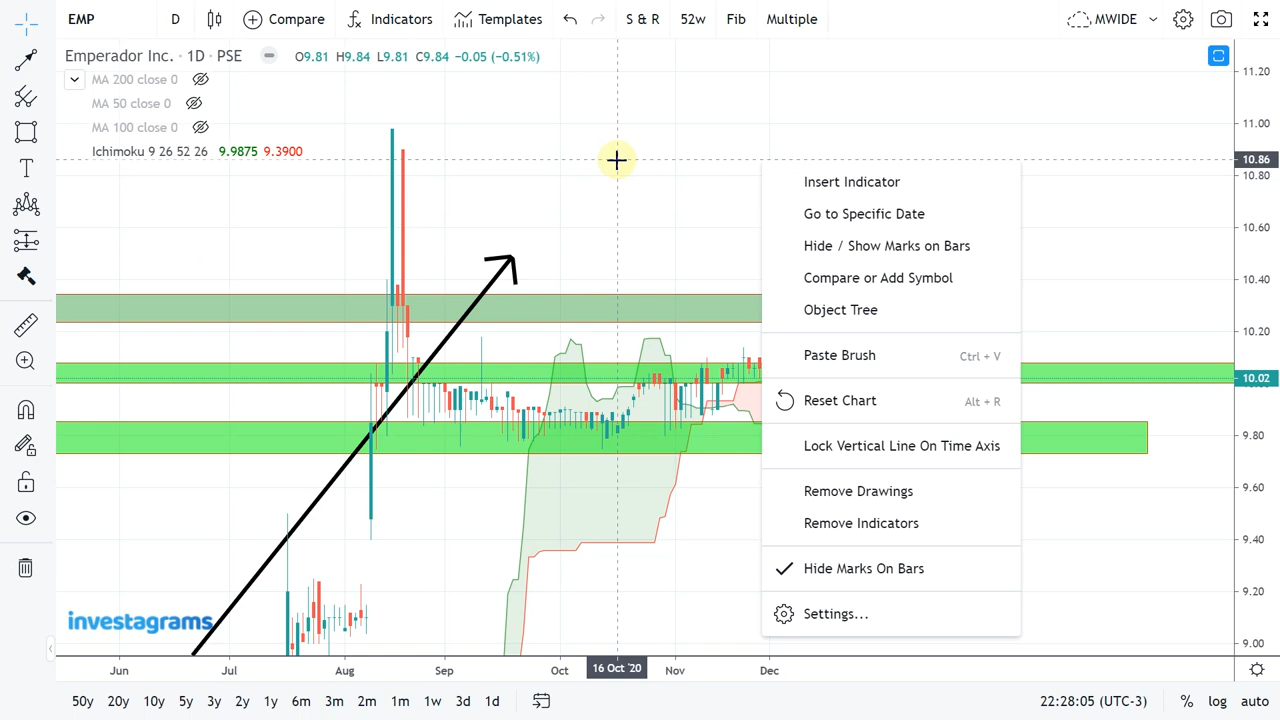 EMP
D
Compare
Indicators
Templates
S & R
52w
Fib
Multiple
MWIDE
Emperador Inc. • 1D • PSE
O9.81 H9.84 L9.81 C9.84 −0.05 (−0.51%)
MA 200 close 0
MA 50 close 0
MA 100 close 0
Ichimoku 9 26 52 26 9.9875 9.3900
11.20
11.00
10.86
10.80
10.60
10.40
10.20
10.02
9.80
9.60
9.40
9.20
9.00
Insert Indicator
Go to Specific Date
Hide / Show Marks on Bars
Compare or Add Symbol
Object Tree
Paste Brush Ctrl + V
Reset Chart Alt + R
Lock Vertical Line On Time Axis
Remove Drawings
Remove Indicators
Hide Marks On Bars
Settings...
investagrams
Jun Jul Aug Sep Oct 16 Oct '20 Nov Dec
50y 20y 10y 5y 3y 2y 1y 6m 3m 2m 1m 1w 3d 1d
22:28:05 (UTC-3) % log auto